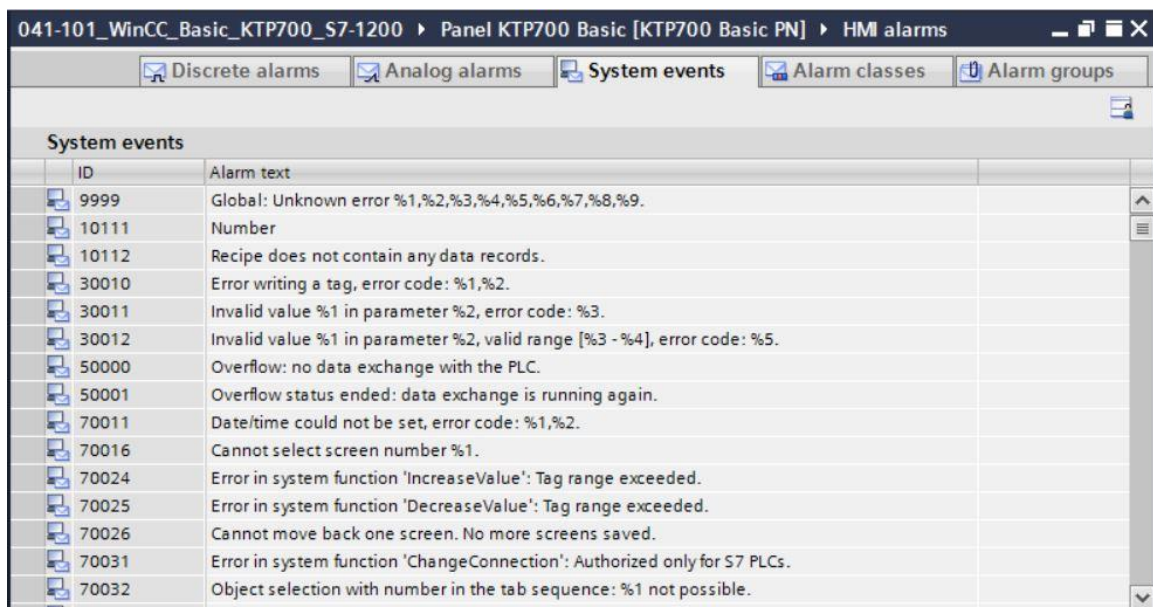 041-101_WinCC_Basic_KTP700_S7-1200 ▸ Panel KTP700 Basic [KTP700 Basic PN] ▸ HMI alarms
Discrete alarms Analog alarms System events Alarm classes Alarm groups
System events
ID Alarm text
9999 Global: Unknown error %1,%2,%3,%4,%5,%6,%7,%8,%9.
10111 Number
10112 Recipe does not contain any data records.
30010 Error writing a tag, error code: %1,%2.
30011 Invalid value %1 in parameter %2, error code: %3.
30012 Invalid value %1 in parameter %2, valid range [%3 - %4], error code: %5.
50000 Overflow: no data exchange with the PLC.
50001 Overflow status ended: data exchange is running again.
70011 Date/time could not be set, error code: %1,%2.
70016 Cannot select screen number %1.
70024 Error in system function 'IncreaseValue': Tag range exceeded.
70025 Error in system function 'DecreaseValue': Tag range exceeded.
70026 Cannot move back one screen. No more screens saved.
70031 Error in system function 'ChangeConnection': Authorized only for S7 PLCs.
70032 Object selection with number in the tab sequence: %1 not possible.